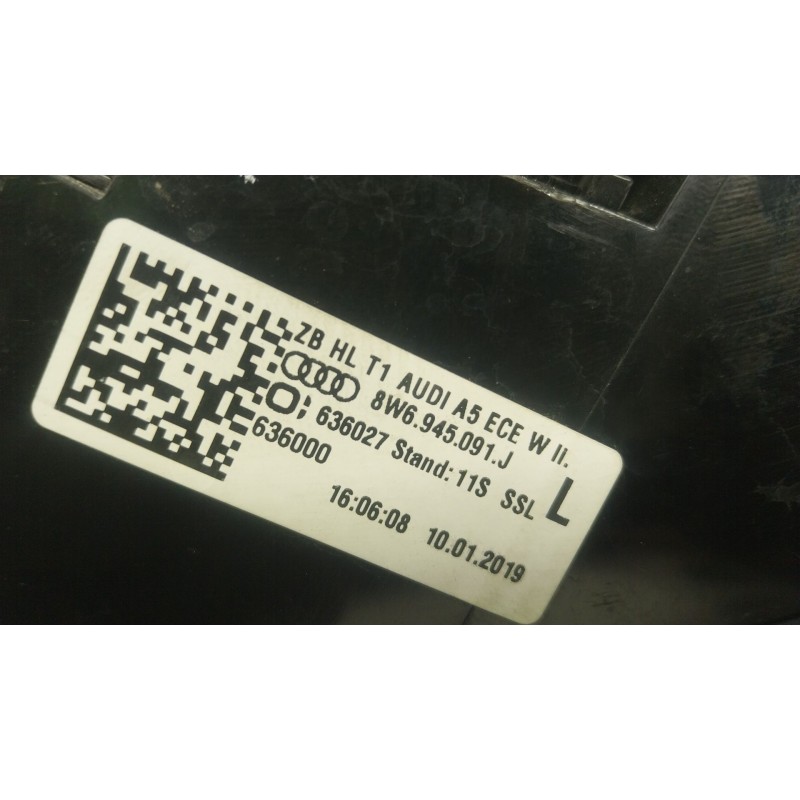 ZB HL T1 AUDI A5 ECE W II.
8W6.945.091.J
O; 636027 Stand: 11S SSL L
636000
16:06:08 10.01.2019